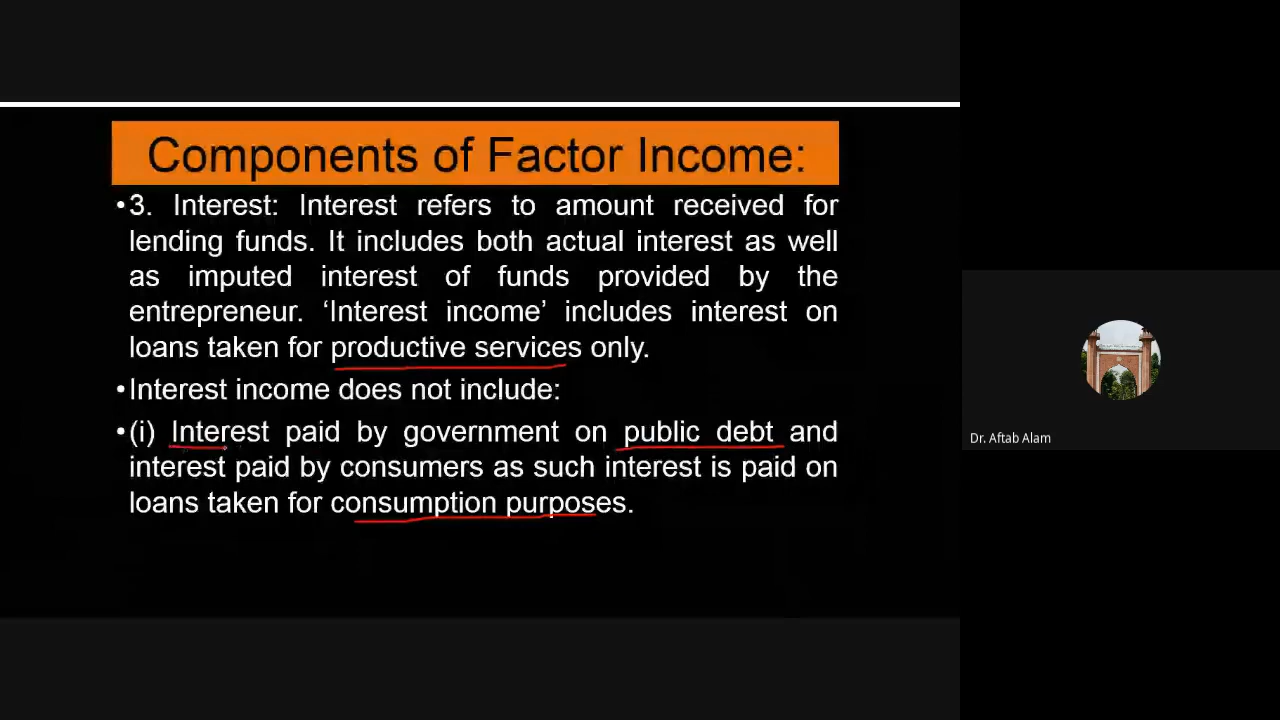 Components of Factor Income:
•3. Interest: Interest refers to amount received for
lending funds. It includes both actual interest as well
as imputed interest of funds provided by the
entrepreneur. ‘Interest income’ includes interest on
loans taken for productive services only.
•Interest income does not include:
•(i) Interest paid by government on public debt and
interest paid by consumers as such interest is paid on
loans taken for consumption purposes.
Dr. Aftab Alam